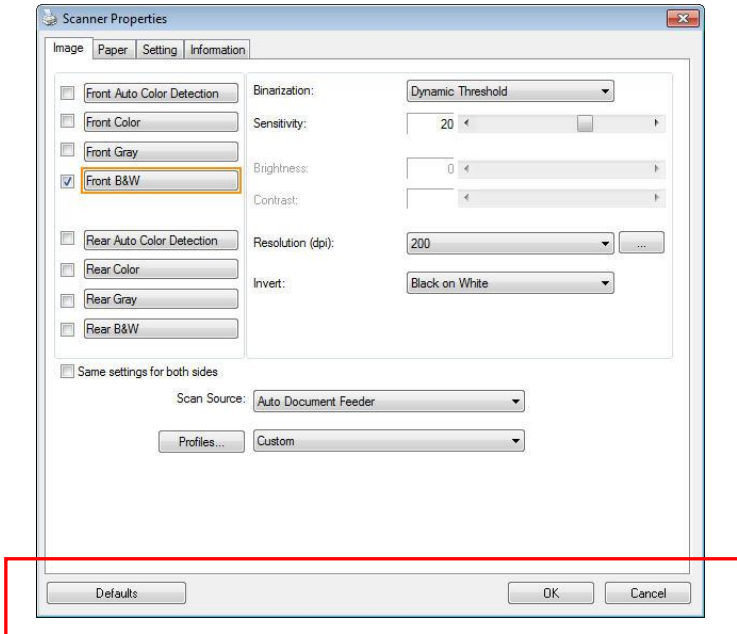 Scanner Properties
Image Paper Setting Information
Front Auto Color Detection
Front Color
Front Gray
Front B&W
Rear Auto Color Detection
Rear Color
Rear Gray
Rear B&W
Binarization: Dynamic Threshold
Sensitivity: 20
Brightness: 0
Contrast:
Resolution (dpi): 200 ...
Invert: Black on White
Same settings for both sides
Scan Source: Auto Document Feeder
Profiles... Custom
Defaults OK Cancel